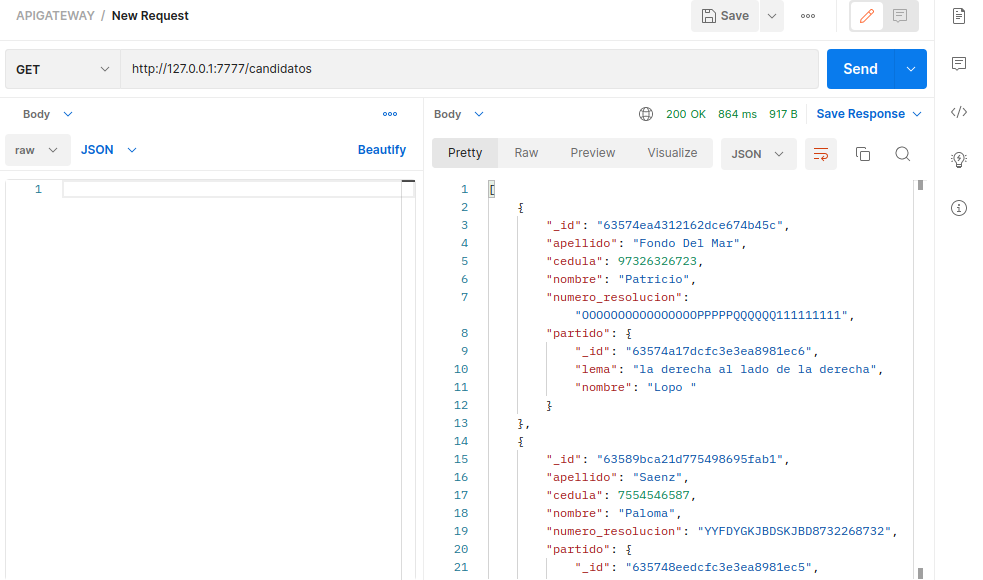 APIGATEWAY / New Request
Save
GET
http://127.0.0.1:7777/candidatos
Send
Body
raw
JSON
Beautify
1
Body
200 OK 864 ms 917 B
Save Response
Pretty Raw Preview Visualize
JSON
1 [
2 {
3 "_id": "63574ea4312162dce674b45c",
4 "apellido": "Fondo Del Mar",
5 "cedula": 97326326723,
6 "nombre": "Patricio",
7 "numero_resolucion":
"OOOOOOOOOOOOOOOOPPPPPQQQQQQ111111111",
8 "partido": {
9 "_id": "63574a17dcfc3e3ea8981ec6",
10 "lema": "la derecha al lado de la derecha",
11 "nombre": "Lopo "
12 }
13 },
14 {
15 "_id": "63589bca21d775498695fab1",
16 "apellido": "Saenz",
17 "cedula": 7554546587,
18 "nombre": "Paloma",
19 "numero_resolucion": "YYFDYGKJBDSKJBD8732268732",
20 "partido": {
21 "_id": "635748eedcfc3e3ea8981ec5",